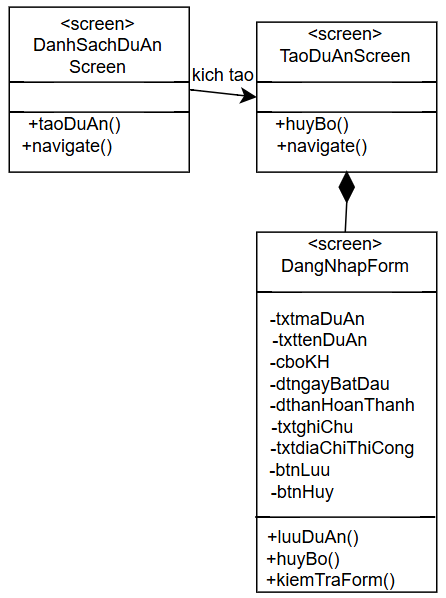 <screen>
DanhSachDuAn
Screen
+taoDuAn()
+navigate()
kich tao
<screen>
TaoDuAnScreen
+huyBo()
+navigate()
<screen>
DangNhapForm
-txtmaDuAn
-txttenDuAn
-cboKH
-dtngayBatDau
-dthanHoanThanh
-txtghiChu
-txtdiaChiThiCong
-btnLuu
-btnHuy
+luuDuAn()
+huyBo()
+kiemTraForm()